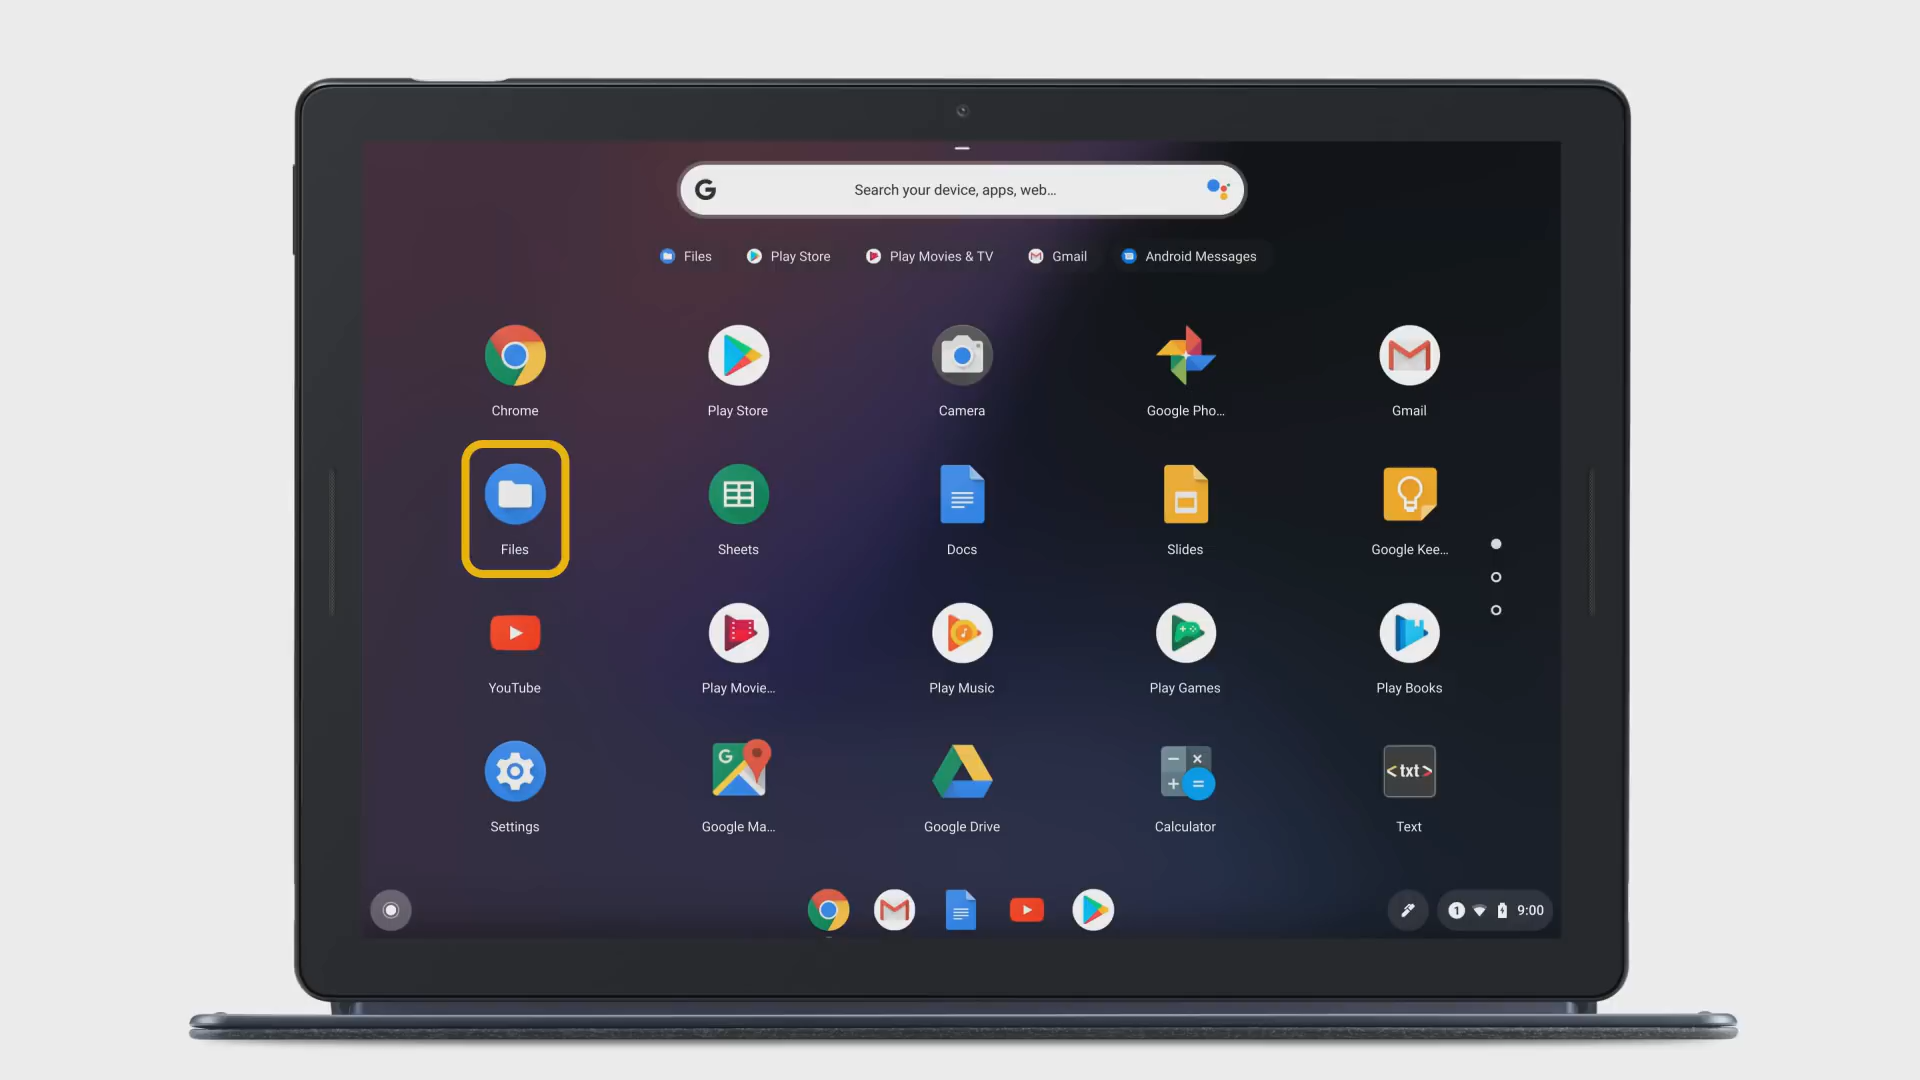 G Search your device, apps, web...
Files Play Store Play Movies & TV Gmail Android Messages
Chrome Play Store Camera Google Pho... Gmail
Files Sheets Docs Slides Google Kee...
YouTube Play Movie... Play Music Play Games Play Books
G <txt>
Settings Google Ma... Google Drive Calculator Text
1 9:00